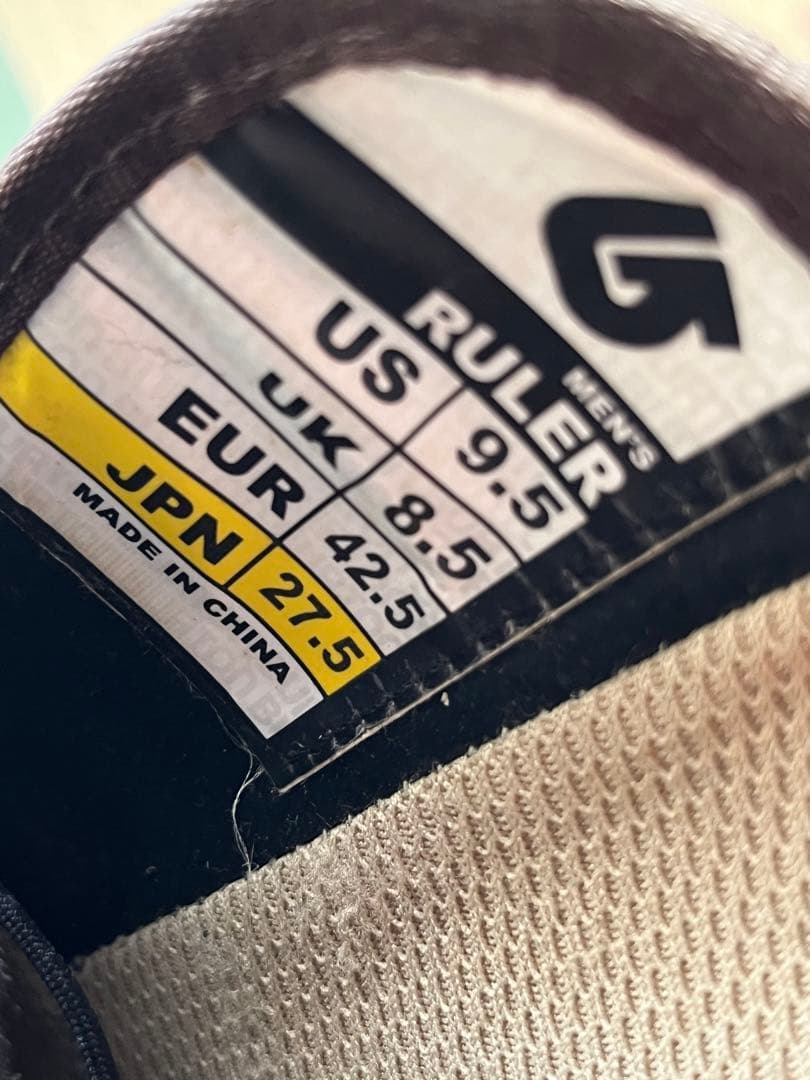 RULER
MEN'S
US 9.5
UK 8.5
EUR 42.5
JPN 27.5
MADE IN CHINA